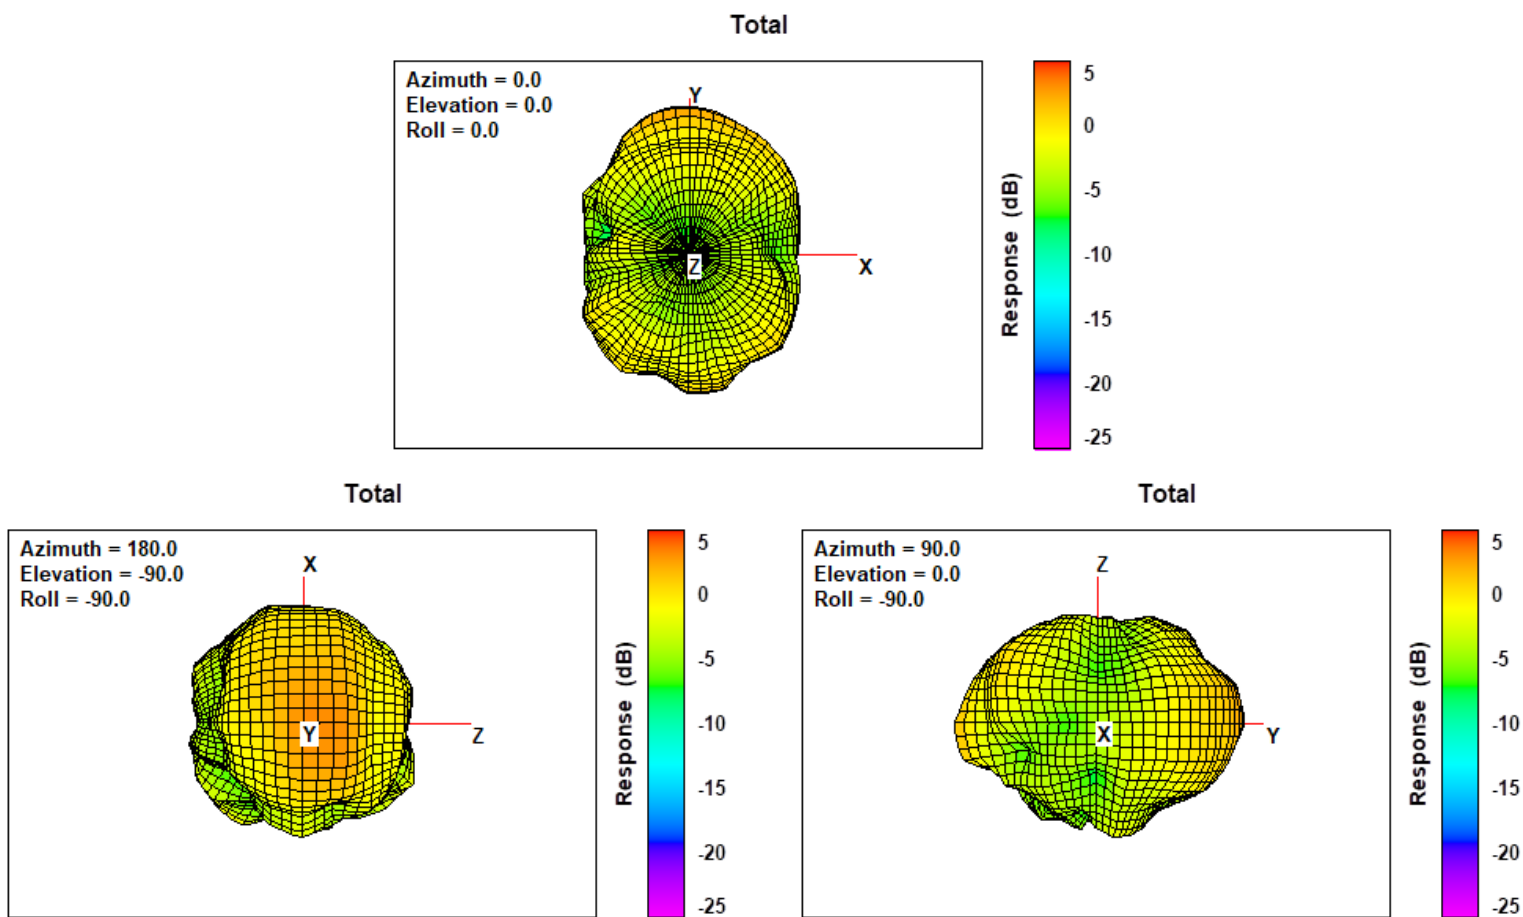 Total
Azimuth = 0.0
Elevation = 0.0
Roll = 0.0
Y
Z
X
Response (dB)
5
0
-5
-10
-15
-20
-25
Total
Azimuth = 180.0
Elevation = -90.0
Roll = -90.0
X
Y
Z
Response (dB)
5
0
-5
-10
-15
-20
-25
Total
Azimuth = 90.0
Elevation = 0.0
Roll = -90.0
Z
X
Y
Response (dB)
5
0
-5
-10
-15
-20
-25